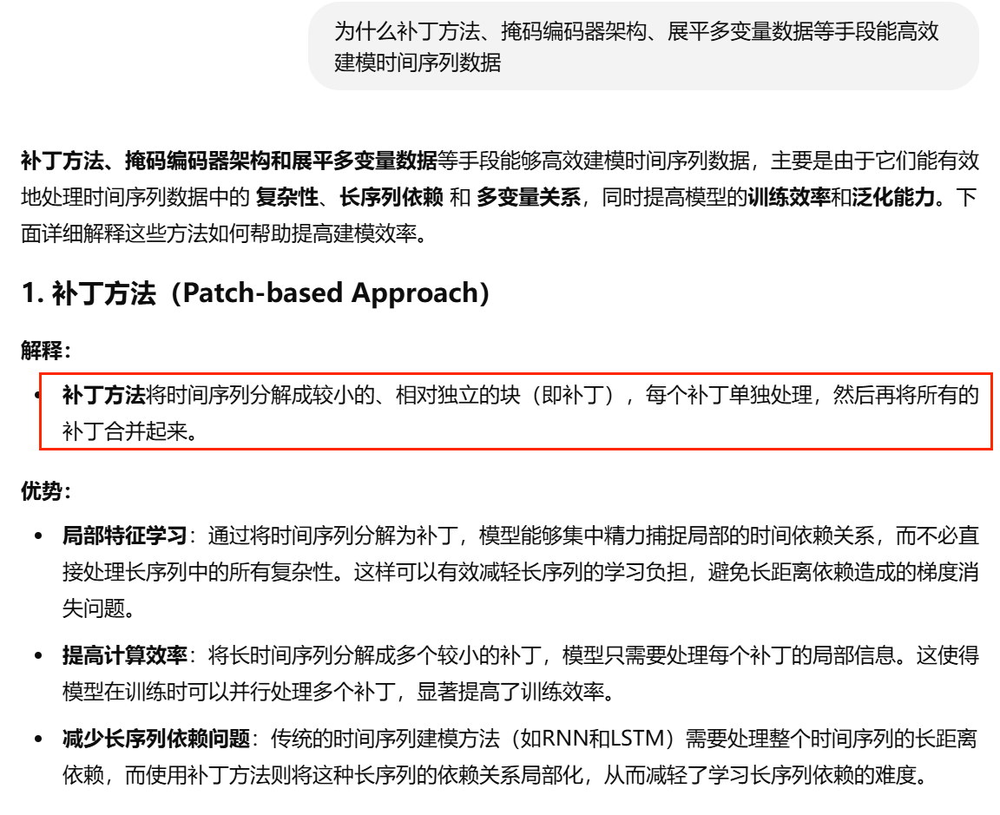 为什么补丁方法、掩码编码器架构、展平多变量数据等手段能高效
建模时间序列数据
补丁方法、掩码编码器架构和展平多变量数据等手段能够高效建模时间序列数据，主要是由于它们能有效
地处理时间序列数据中的 复杂性、长序列依赖 和 多变量关系，同时提高模型的训练效率和泛化能力。下
面详细解释这些方法如何帮助提高建模效率。
1. 补丁方法（Patch-based Approach）
解释：
• 补丁方法将时间序列分解成较小的、相对独立的块（即补丁），每个补丁单独处理，然后再将所有的
补丁合并起来。
优势：
• 局部特征学习：通过将时间序列分解为补丁，模型能够集中精力捕捉局部的时间依赖关系，而不必直
接处理长序列中的所有复杂性。这样可以有效减轻长序列的学习负担，避免长距离依赖造成的梯度消
失问题。
• 提高计算效率：将长时间序列分解成多个较小的补丁，模型只需要处理每个补丁的局部信息。这使得
模型在训练时可以并行处理多个补丁，显著提高了训练效率。
• 减少长序列依赖问题：传统的时间序列建模方法（如RNN和LSTM）需要处理整个时间序列的长距离
依赖，而使用补丁方法则将这种长序列的依赖关系局部化，从而减轻了学习长序列依赖的难度。